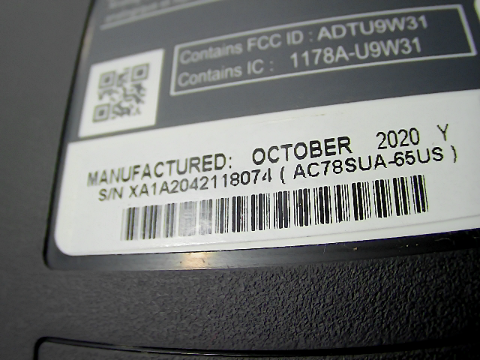 Contains FCC ID : ADTU9W31
Contains IC : 1178A-U9W31
MANUFACTURED: OCTOBER 2020 Y
S/N XA1A2042118074 ( AC78SUA-65US )